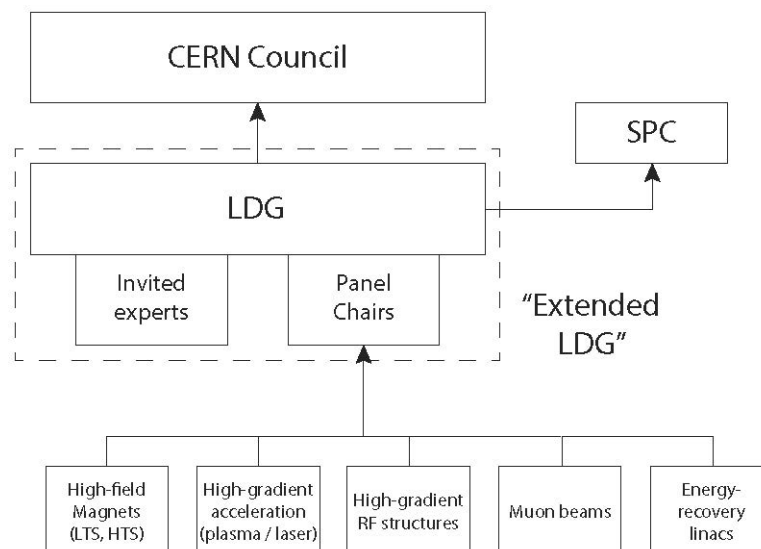 CERN Council
SPC
LDG
Invited
experts
Panel
Chairs
“Extended
LDG”
High-field
Magnets
(LTS, HTS)
High-gradient
acceleration
(plasma / laser)
High-gradient
RF structures
Muon beams
Energy-
recovery
linacs